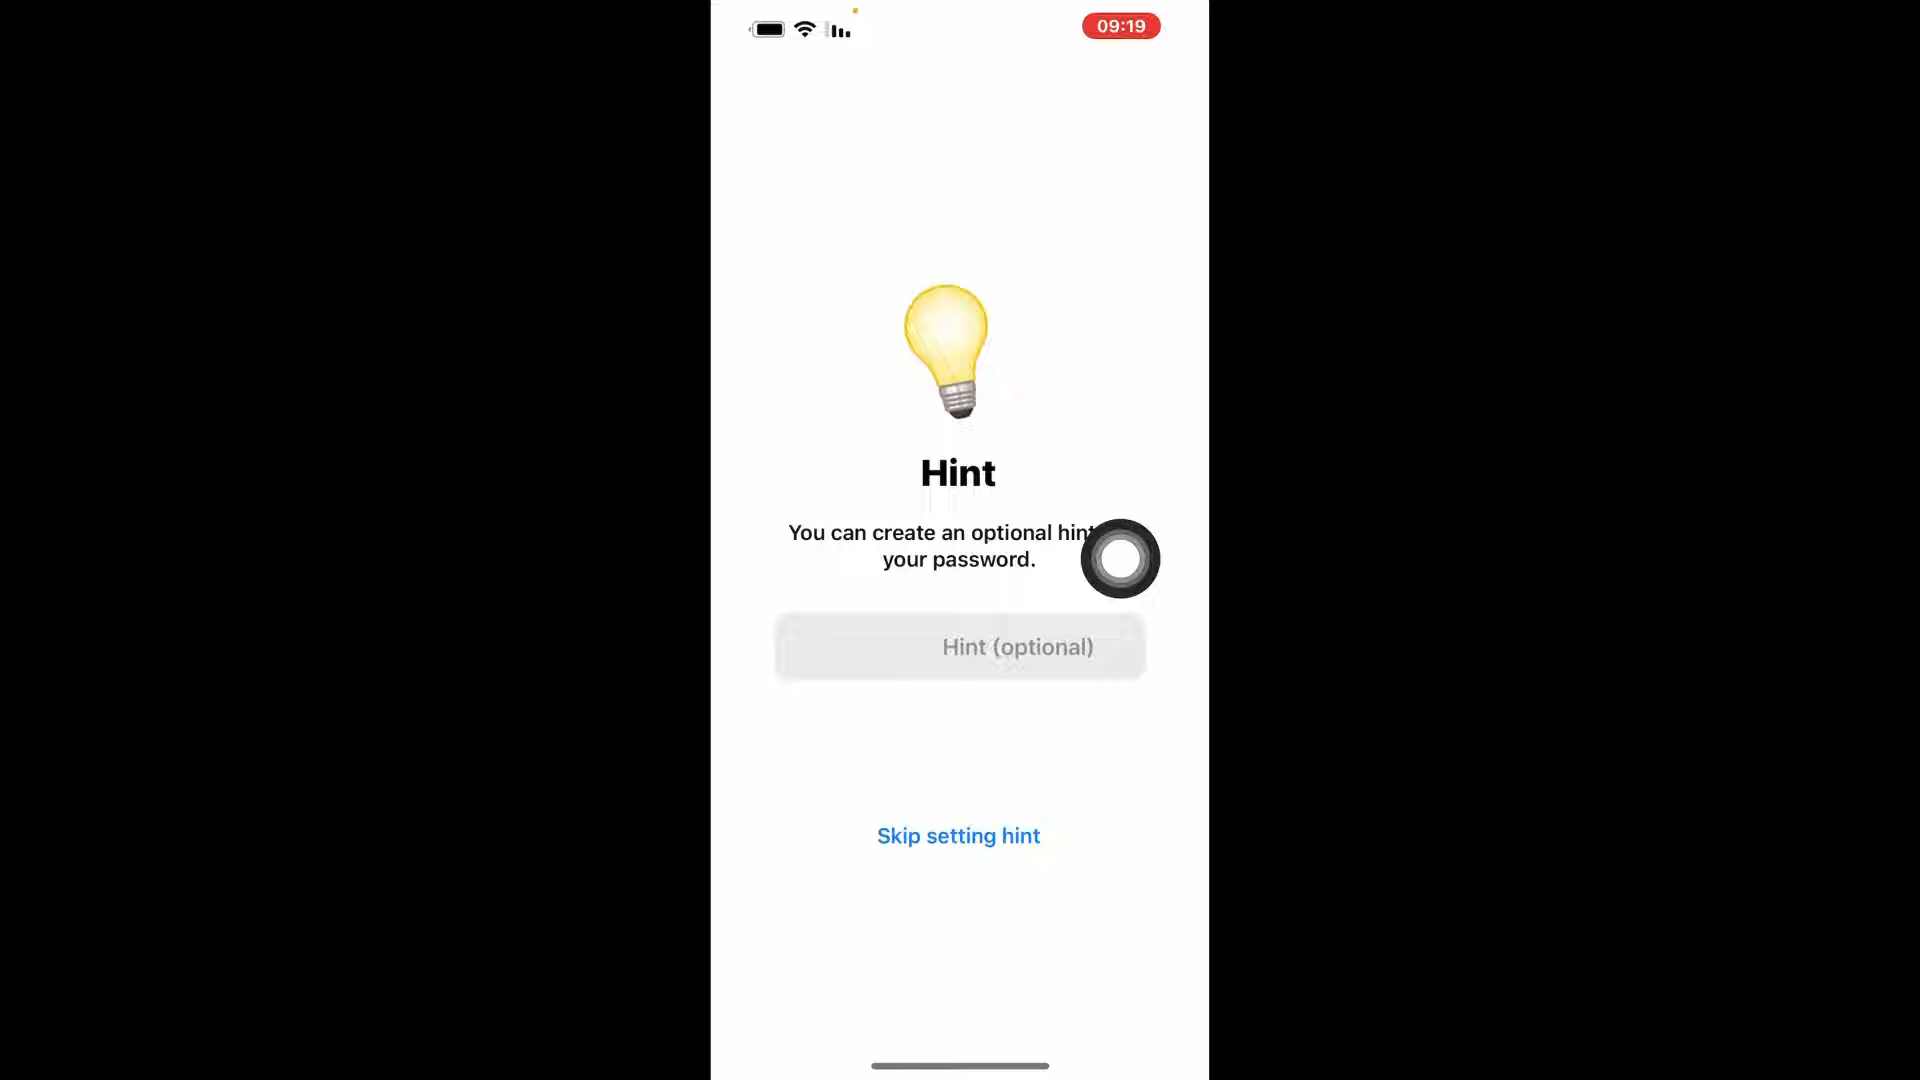 09:19
Hint
You can create an optional hint
your password.
Hint (optional)
Skip setting hint